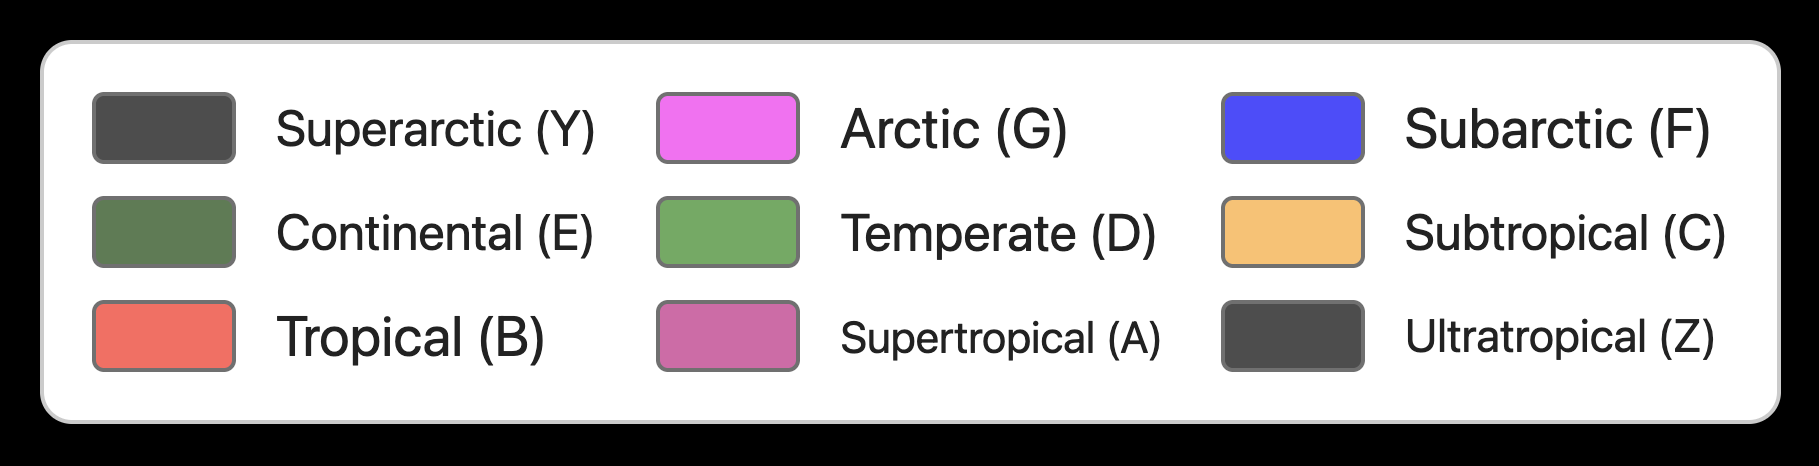 Superarctic (Y)
Arctic (G)
Subarctic (F)
Continental (E)
Temperate (D)
Subtropical (C)
Tropical (B)
Supertropical (A)
Ultratropical (Z)